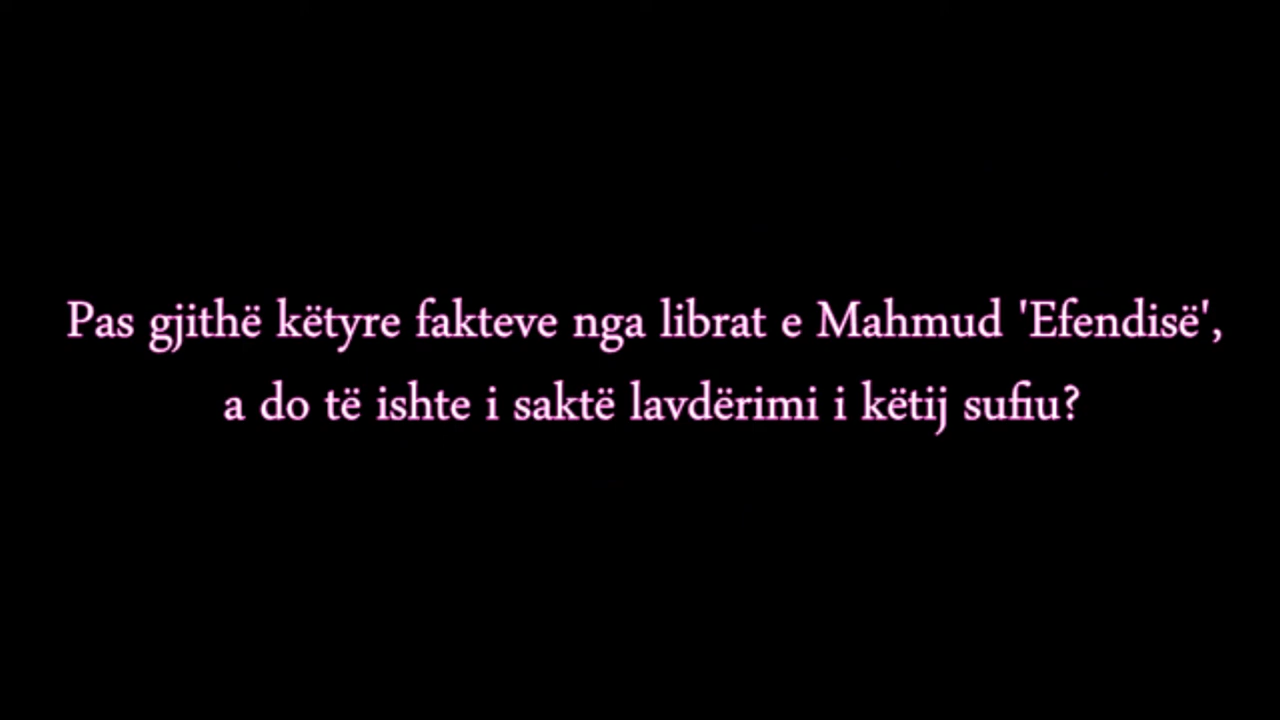 Pas gjithë këtyre fakteve nga librat e Mahmud 'Efendisë',
a do të ishte i saktë lavdërimi i këtij sufiu?